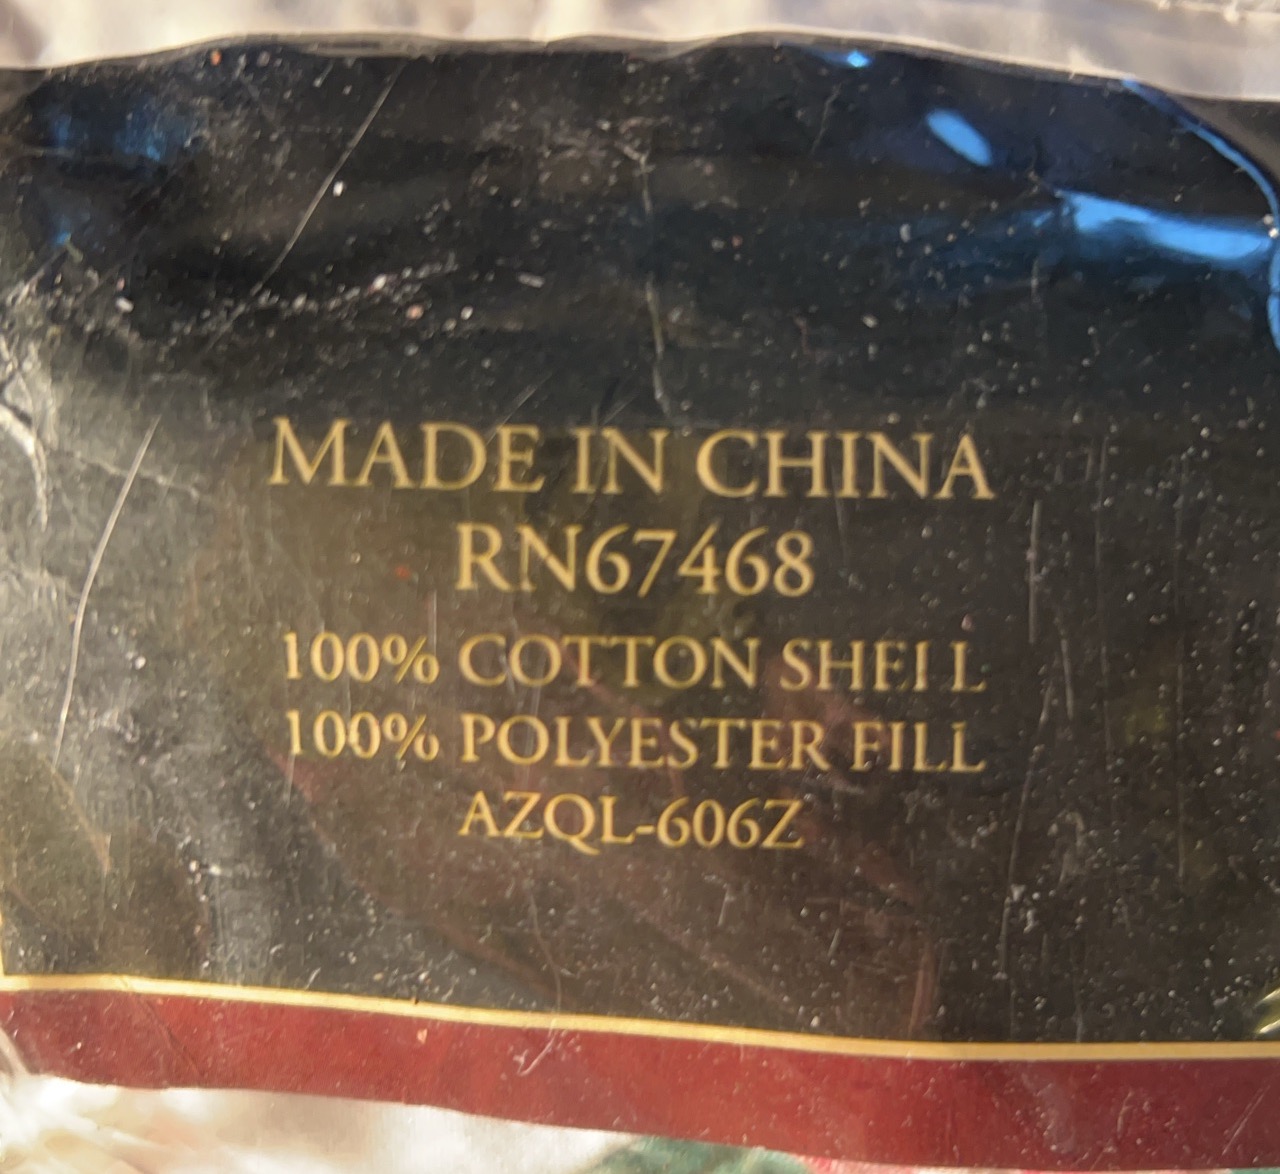 MADE IN CHINA
RN67468
100% COTTON SHELL
100% POLYESTER FILL
AZQL-606Z